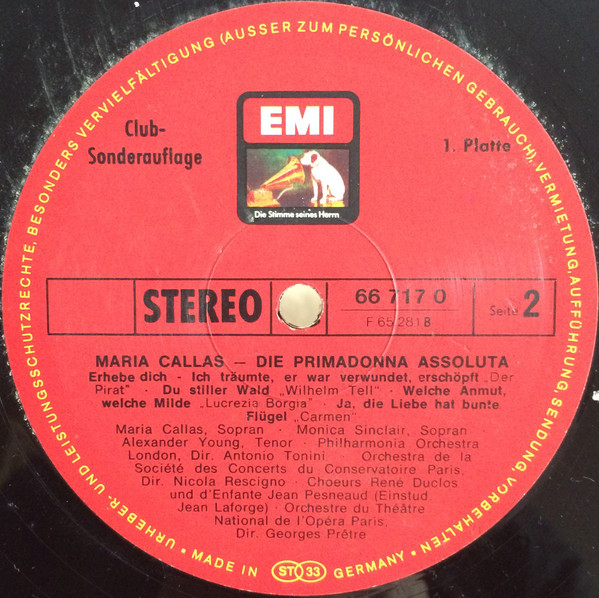 URHEBER- UND LEISTUNGSSCHUTZRECHTE, BESONDERS VERVIELFÄLTIGUNG (AUSSER ZUM PERSÖNLICHEN GEBRAUCH), VERMIETUNG, AUFFÜHRUNG, SENDUNG, VORBEHALTEN
Club-
Sonderauflage
EMI
Die Stimme seines Herrn
1. Platte
STEREO
66 717 0
F 65 281 B
Seite 2
MARIA CALLAS — DIE PRIMADONNA ASSOLUTA
Erhebe dich · Ich träumte, er war verwundet, erschöpft „Der
Pirat" · Du stiller Wald „Wilhelm Tell" · Welche Anmut,
welche Milde „Lucrezia Borgia" · Ja, die Liebe hat bunte
Flügel „Carmen"
Maria Callas, Sopran · Monica Sinclair, Sopran ·
Alexander Young, Tenor · Philharmonia Orchestra
London, Dir. Antonio Tonini · Orchestra de la
Société des Concerts du Conservatoire Paris,
Dir. Nicola Rescigno · Choeurs René Duclos
und d'Enfante Jean Pesneaud (Einstud.
Jean Laforge) · Orchestre du Théâtre
National de l'Opéra Paris,
Dir. Georges Prêtre
· MADE IN ST 33 GERMANY ·